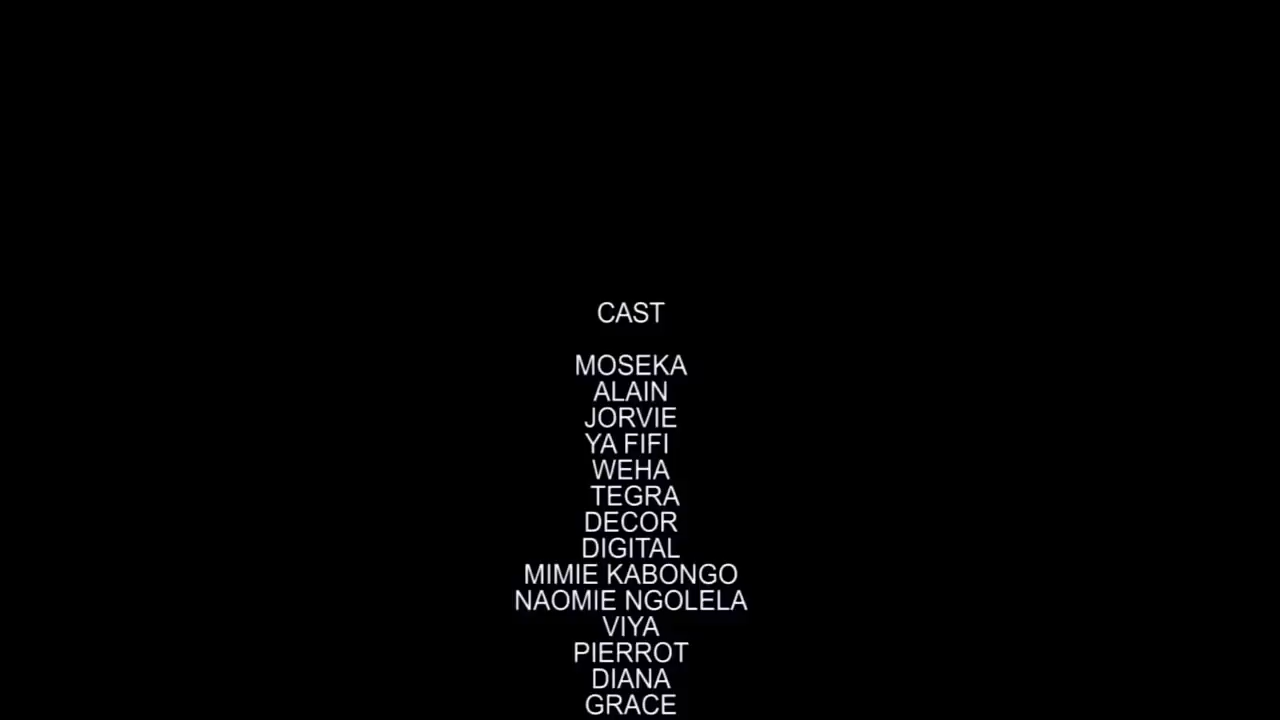 CAST
MOSEKA
ALAIN
JORVIE
YA FIFI
WEHA
TEGRA
DECOR
DIGITAL
MIMIE KABONGO
NAOMIE NGOLELA
VIYA
PIERROT
DIANA
GRACE